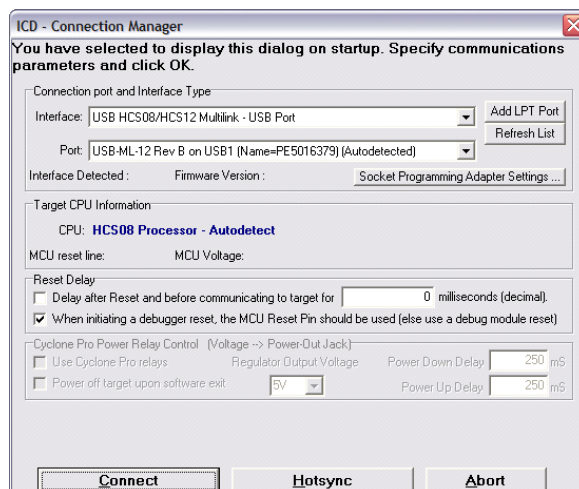 ICD - Connection Manager
You have selected to display this dialog on startup. Specify communications
parameters and click OK.
Connection port and Interface Type
Interface: USB HCS08/HCS12 Multilink - USB Port
Add LPT Port
Refresh List
Port: USB-ML-12 Rev B on USB1 (Name=PE5016379) (Autodetected)
Interface Detected : Firmware Version : Socket Programming Adapter Settings ...
Target CPU Information
CPU: HCS08 Processor - Autodetect
MCU reset line: MCU Voltage:
Reset Delay
Delay after Reset and before communicating to target for 0 milliseconds (decimal).
When initiating a debugger reset, the MCU Reset Pin should be used (else use a debug module reset)
Cyclone Pro Power Relay Control (Voltage --> Power-Out Jack)
Use Cyclone Pro relays Regulator Output Voltage Power Down Delay 250 mS
Power off target upon software exit 5V Power Up Delay 250 mS
Connect Hotsync Abort